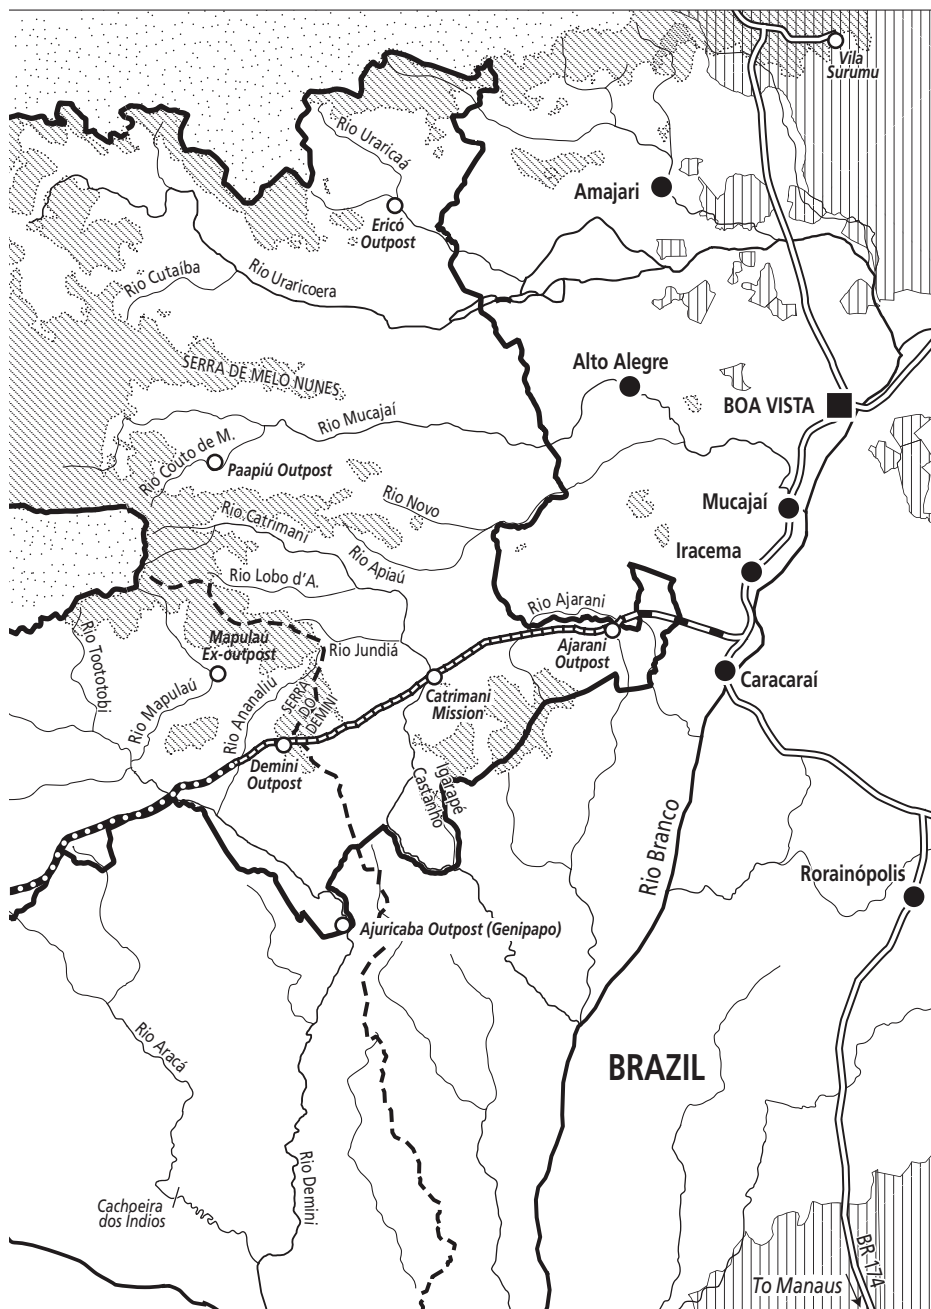 Vila
Surumu
Rio Uraricaá
Amajari
Ericó
Outpost
Rio Cutaíba
Rio Uraricoera
SERRA DE MELO NUNES
Alto Alegre
BOA VISTA
Rio Mucajaí
Rio Couto de M.
Paapiú Outpost
Rio Novo
Mucajaí
Rio Catrimani
Rio Apiaú
Iracema
Rio Lobo d'A.
Rio Ajarani
Rio Toototobi
Mapulaú
Ex-outpost
Rio Jundiá
Ajarani
Outpost
Caracaraí
Rio Mapulaú
Rio Ananaliú
SERRA
DO
DEMINI
Catrimani
Mission
Demini
Outpost
Igarapé
Castanho
Rio Branco
Rorainópolis
Ajuricaba Outpost (Genipapo)
Rio Aracá
BRAZIL
Rio Demini
Cachoeira
dos Indios
BR 174
To Manaus